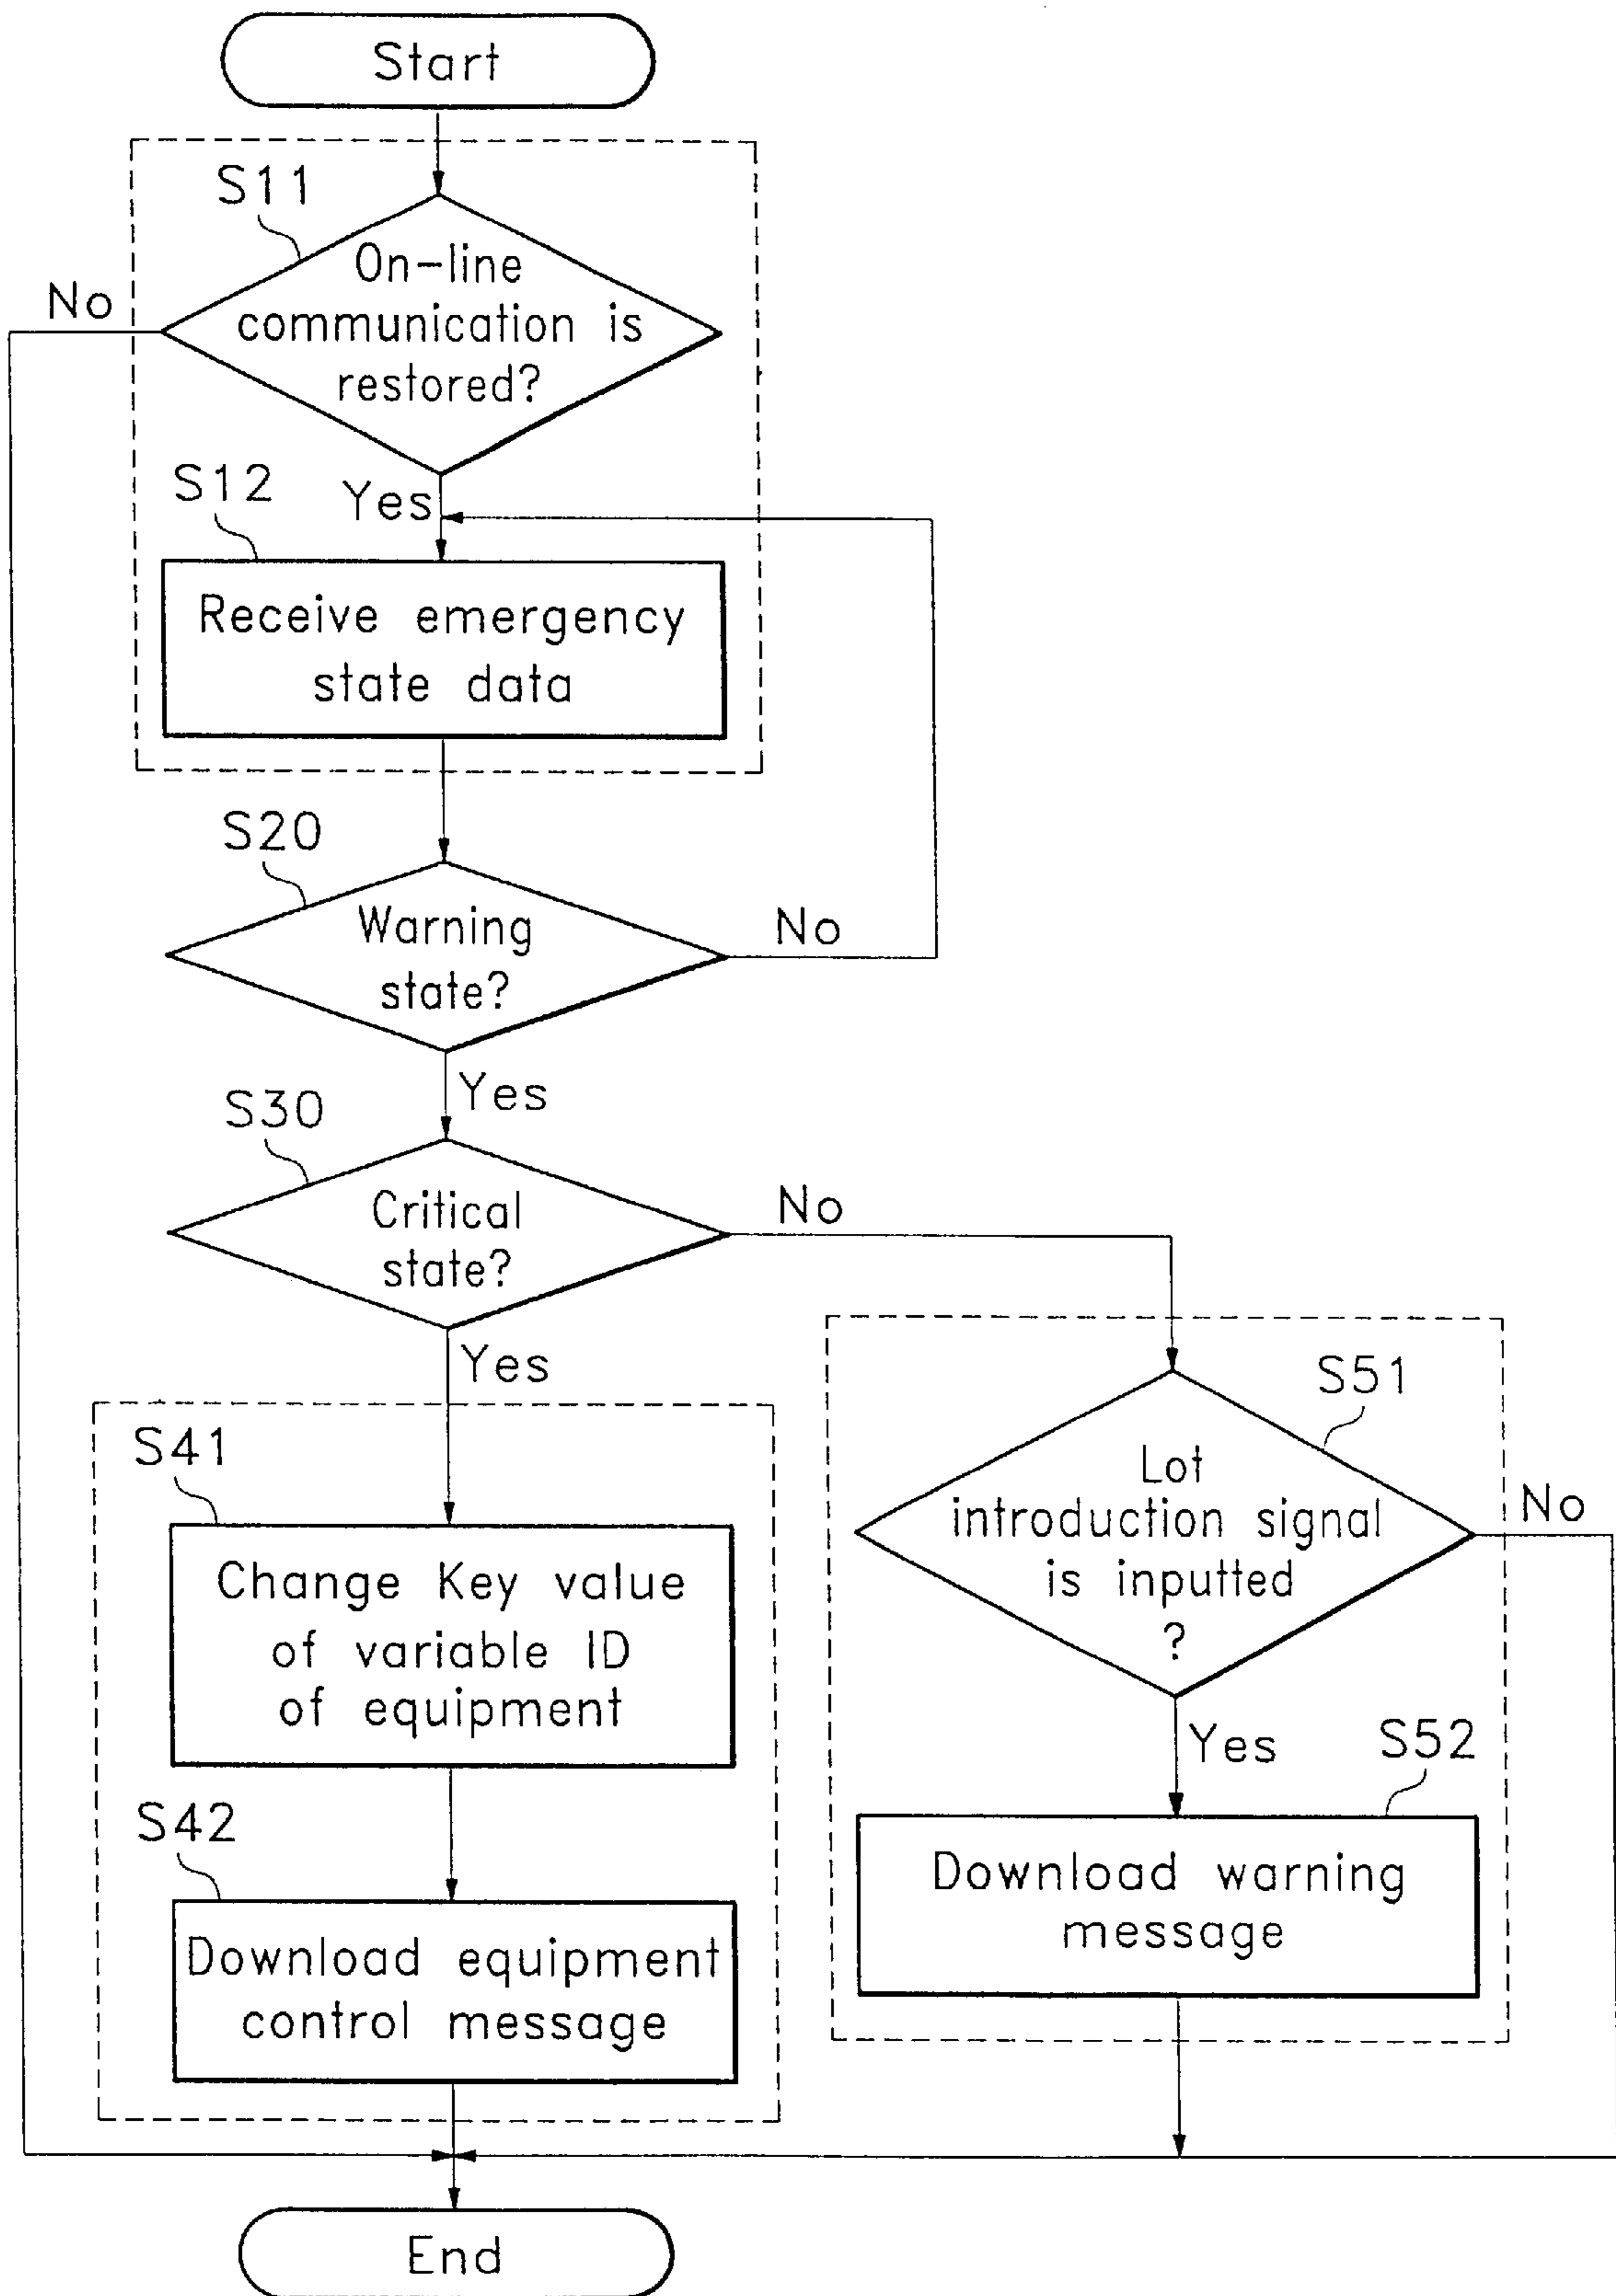 Start
S11
On-line
communication is
restored?
No
S12
Yes
Receive emergency
state data
S20
Warning
state?
No
Yes
S30
Critical
state?
No
Yes
S41
Change Key value
of variable ID
of equipment
S42
Download equipment
control message
S51
Lot
introduction signal
is inputted
?
No
Yes
S52
Download warning
message
End